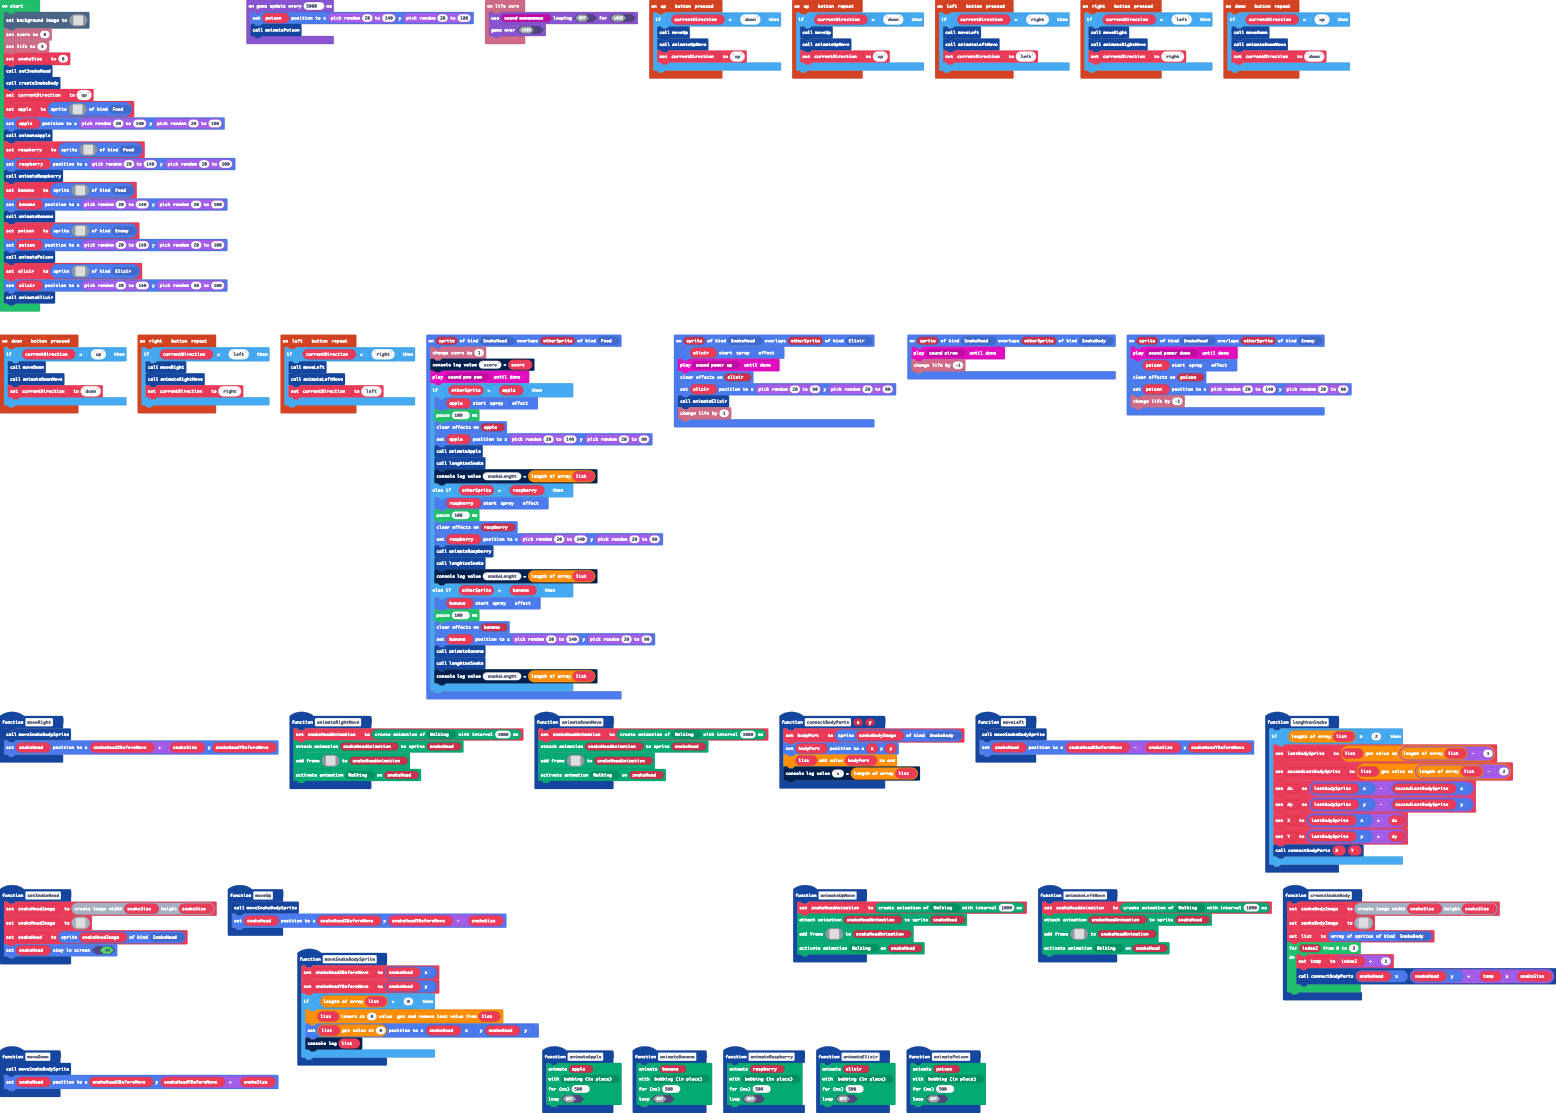 on start
set background image to
set score to 0
set life to 3
set snakeSize to 8
call setSnakeHead
call createSnakeBody
set currentDirection to up
set apple to sprite of kind Food
set apple position to x pick random 20 to 140 y pick random 20 to 100
call animateApple
set raspberry to sprite of kind Food
set raspberry position to x pick random 20 to 140 y pick random 20 to 100
call animateRaspberry
set banana to sprite of kind Food
set banana position to x pick random 20 to 140 y pick random 20 to 100
call animateBanana
set poison to sprite of kind Enemy
set poison position to x pick random 20 to 140 y pick random 20 to 100
call animatePoison
set elixir to sprite of kind Elixir
set elixir position to x pick random 20 to 140 y pick random 20 to 100
call animateElixir
on game update every 5000 ms
set poison position to x pick random 20 to 140 y pick random 20 to 100
call animatePoison
on life zero
use sound looping OFF for LOSE
game over LOSE
on up button pressed
if currentDirection ≠ down then
call moveUp
call animateUpMove
set currentDirection to up
on up button repeat
if currentDirection ≠ down then
call moveUp
call animateUpMove
set currentDirection to up
on left button pressed
if currentDirection ≠ right then
call moveLeft
call animateLeftMove
set currentDirection to left
on right button pressed
if currentDirection ≠ left then
call moveRight
call animateRightMove
set currentDirection to right
on down button repeat
if currentDirection ≠ up then
call moveDown
call animateDownMove
set currentDirection to down
on down button pressed
if currentDirection ≠ up then
call moveDown
call animateDownMove
set currentDirection to down
on right button repeat
if currentDirection ≠ left then
call moveRight
call animateRightMove
set currentDirection to right
on left button repeat
if currentDirection ≠ right then
call moveLeft
call animateLeftMove
set currentDirection to left
on sprite of kind SnakeHead overlaps otherSprite of kind Food
change score by 1
console log value score = score
play sound pew pew until done
if otherSprite = apple then
apple start spray effect
pause 100 ms
clear effects on apple
set apple position to x pick random 20 to 140 y pick random 20 to 90
call animateApple
call lenghtenSnake
console log value snakeLenght = length of array list
else if otherSprite = raspberry then
raspberry start spray effect
pause 100 ms
clear effects on raspberry
set raspberry position to x pick random 20 to 140 y pick random 20 to 90
call animateRaspberry
call lenghtenSnake
console log value snakeLenght = length of array list
else if otherSprite = banana then
banana start spray effect
pause 100 ms
clear effects on banana
set banana position to x pick random 20 to 140 y pick random 20 to 90
call animateBanana
call lenghtenSnake
console log value snakeLenght = length of array list
on sprite of kind SnakeHead overlaps otherSprite of kind Elixir
elixir start spray effect
play sound power up until done
clear effects on elixir
set elixir position to x pick random 20 to 90 y pick random 20 to 90
call animateElixir
change life by 1
on sprite of kind SnakeHead overlaps otherSprite of kind SnakeBody
play sound siren until done
change life by -1
on sprite of kind SnakeHead overlaps otherSprite of kind Enemy
play sound power down until done
poison start spray effect
clear effects on poison
set poison position to x pick random 20 to 140 y pick random 20 to 90
change life by -1
function moveRight
call moveSnakeBodySprite
set snakeHead position to x snakeHeadXBeforeMove + snakeSize y snakeHeadYBeforeMove
function animateRightMove
set snakeHeadAnimation to create animation of Walking with interval 1000 ms
attach animation snakeHeadAnimation to sprite snakeHead
add frame to snakeHeadAnimation
activate animation Walking on snakeHead
function animateDownMove
set snakeHeadAnimation to create animation of Walking with interval 1000 ms
attach animation snakeHeadAnimation to sprite snakeHead
add frame to snakeHeadAnimation
activate animation Walking on snakeHead
function connectBodyParts x y
set bodyPart to sprite snakeBodyImage of kind SnakeBody
set bodyPart position to x x y y
list add value bodyPart to end
console log value x = length of array list
function moveLeft
call moveSnakeBodySprite
set snakeHead position to x snakeHeadXBeforeMove - snakeSize y snakeHeadYBeforeMove
function lenghtenSnake
if length of array list ≥ 2 then
set lastBodySprite to list get value at length of array list - 1
set secondLastBodySprite to list get value at length of array list - 2
set dx to lastBodySprite x - secondLastBodySprite x
set dy to lastBodySprite y - secondLastBodySprite y
set X to lastBodySprite x + dx
set Y to lastBodySprite y + dy
call connectBodyParts X Y
function setSnakeHead
set snakeHeadImage to create image width snakeSize height snakeSize
set snakeHeadImage to
set snakeHead to sprite snakeHeadImage of kind SnakeHead
set snakeHead stay in screen ON
function moveUp
call moveSnakeBodySprite
set snakeHead position to x snakeHeadXBeforeMove y snakeHeadYBeforeMove - snakeSize
function animateUpMove
set snakeHeadAnimation to create animation of Walking with interval 1000 ms
attach animation snakeHeadAnimation to sprite snakeHead
add frame to snakeHeadAnimation
activate animation Walking on snakeHead
function animateLeftMove
set snakeHeadAnimation to create animation of Walking with interval 1000 ms
attach animation snakeHeadAnimation to sprite snakeHead
add frame to snakeHeadAnimation
activate animation Walking on snakeHead
function createSnakeBody
set snakeBodyImage to create image width snakeSize height snakeSize
set snakeBodyImage to
set list to array of sprites of kind SnakeBody
for index2 from 0 to 3
do set temp to index2 + 1
call connectBodyParts snakeHead x snakeHead y + temp x snakeSize
function moveSnakeBodySprite
set snakeHeadXBeforeMove to snakeHead x
set snakeHeadYBeforeMove to snakeHead y
if length of array list > 0 then
list insert at 0 value get and remove last value from list
set list get value at 0 position to x snakeHead x y snakeHead y
console log list
function moveDown
call moveSnakeBodySprite
set snakeHead position to x snakeHeadXBeforeMove y snakeHeadYBeforeMove + snakeSize
function animateApple
animate apple
with bobbing (in place)
for (ms) 500
loop OFF
function animateBanana
animate banana
with bobbing (in place)
for (ms) 500
loop OFF
function animateRaspberry
animate raspberry
with bobbing (in place)
for (ms) 500
loop OFF
function animateElixir
animate elixir
with bobbing (in place)
for (ms) 500
loop OFF
function animatePoison
animate poison
with bobbing (in place)
for (ms) 500
loop OFF